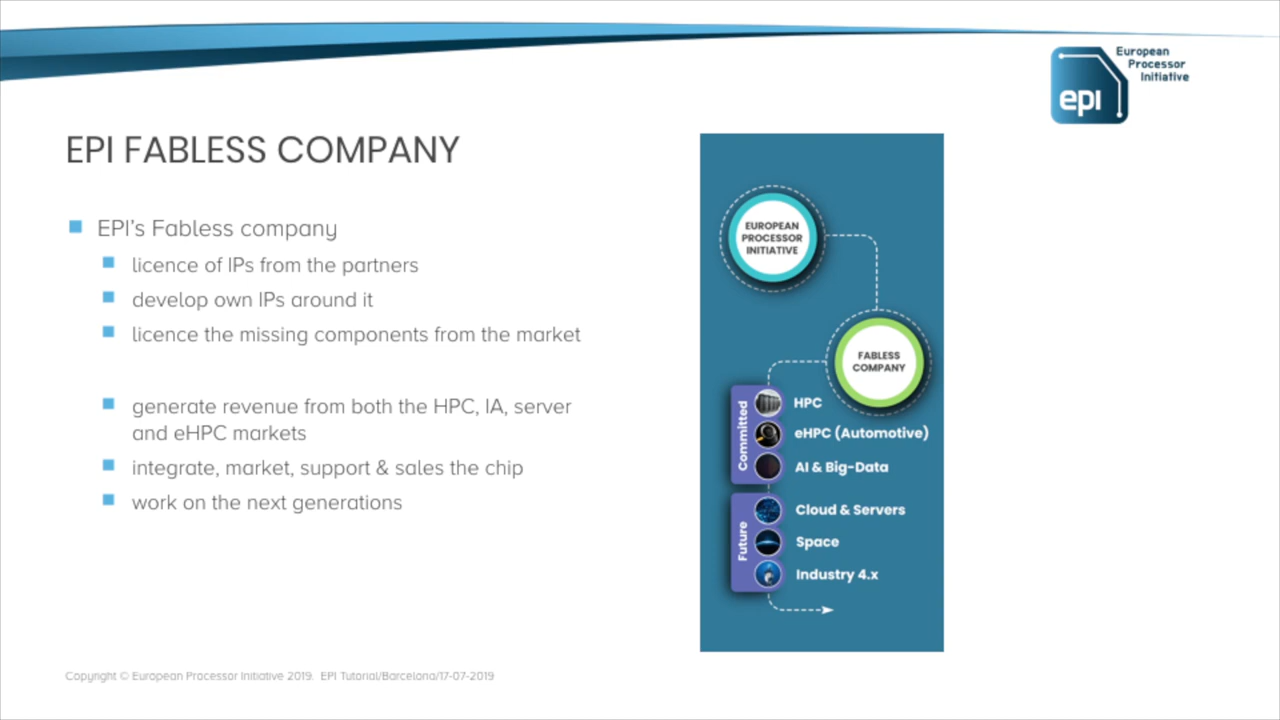 European
Processor
Initiative
epi
EPI FABLESS COMPANY
EPI's Fabless company
licence of IPs from the partners
develop own IPs around it
licence the missing components from the market
generate revenue from both the HPC, IA, server
and eHPC markets
integrate, market, support & sales the chip
work on the next generations
EUROPEAN
PROCESSOR
INITIATIVE
FABLESS
COMPANY
Committed
HPC
eHPC (Automotive)
AI & Big-Data
Future
Cloud & Servers
Space
Industry 4.x
Copyright © European Processor Initiative 2019. EPI Tutorial/Barcelona/17-07-2019